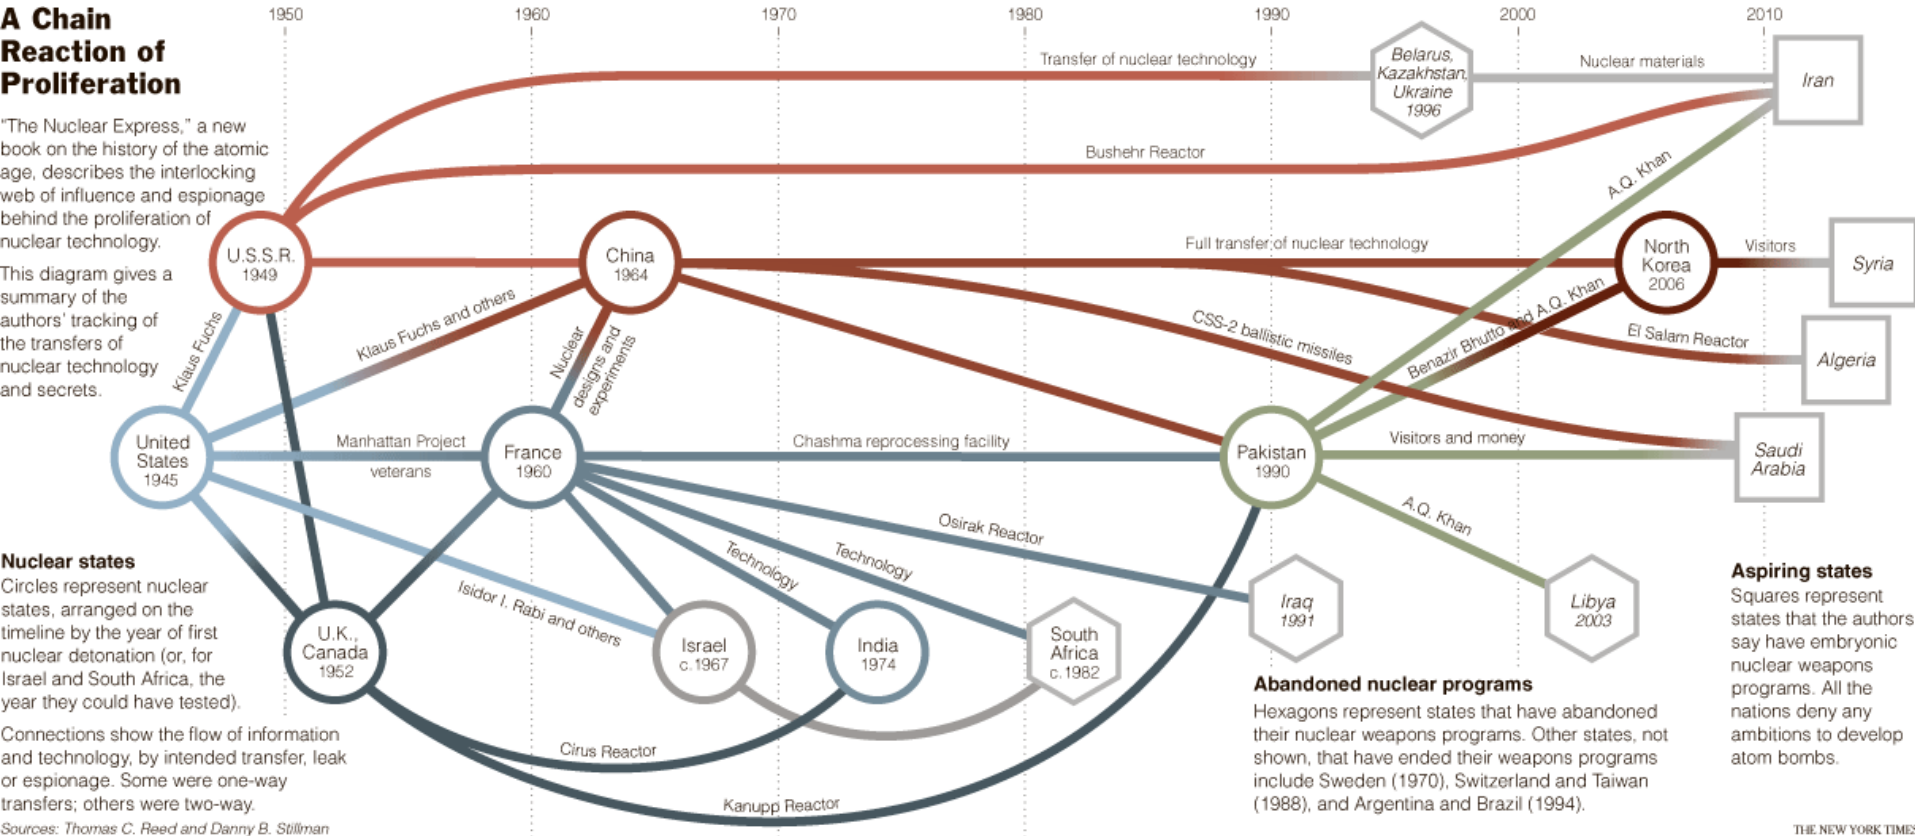 A Chain
Reaction of
Proliferation
1950
1960
1970
1980
1990
2000
2010
"The Nuclear Express," a new
book on the history of the atomic
age, describes the interlocking
web of influence and espionage
behind the proliferation of
nuclear technology.
This diagram gives a
summary of the
authors' tracking of
the transfers of
nuclear technology
and secrets.
Transfer of nuclear technology
Belarus,
Kazakhstan,
Ukraine
1996
Nuclear materials
Iran
Bushehr Reactor
A.Q. Khan
U.S.S.R.
1949
China
1964
Full transfer of nuclear technology
North
Korea
2006
Visitors
Syria
Klaus Fuchs
Klaus Fuchs and others
Nuclear
designs and
experiments
CSS-2 ballistic missiles
Benazir Bhutto and A.Q. Khan
El Salam Reactor
Algeria
United
States
1945
Manhattan Project
veterans
France
1960
Chashma reprocessing facility
Pakistan
1990
Visitors and money
Saudi
Arabia
Osirak Reactor
A.Q. Khan
Technology
Technology
Isidor I. Rabi and others
U.K.,
Canada
1952
Israel
c.1967
India
1974
South
Africa
c.1982
Iraq
1991
Libya
2003
Cirus Reactor
Kanupp Reactor
Nuclear states
Circles represent nuclear
states, arranged on the
timeline by the year of first
nuclear detonation (or, for
Israel and South Africa, the
year they could have tested).
Connections show the flow of information
and technology, by intended transfer, leak
or espionage. Some were one-way
transfers; others were two-way.
Sources: Thomas C. Reed and Danny B. Stillman
Abandoned nuclear programs
Hexagons represent states that have abandoned
their nuclear weapons programs. Other states, not
shown, that have ended their weapons programs
include Sweden (1970), Switzerland and Taiwan
(1988), and Argentina and Brazil (1994).
Aspiring states
Squares represent
states that the authors
say have embryonic
nuclear weapons
programs. All the
nations deny any
ambitions to develop
atom bombs.
THE NEW YORK TIMES